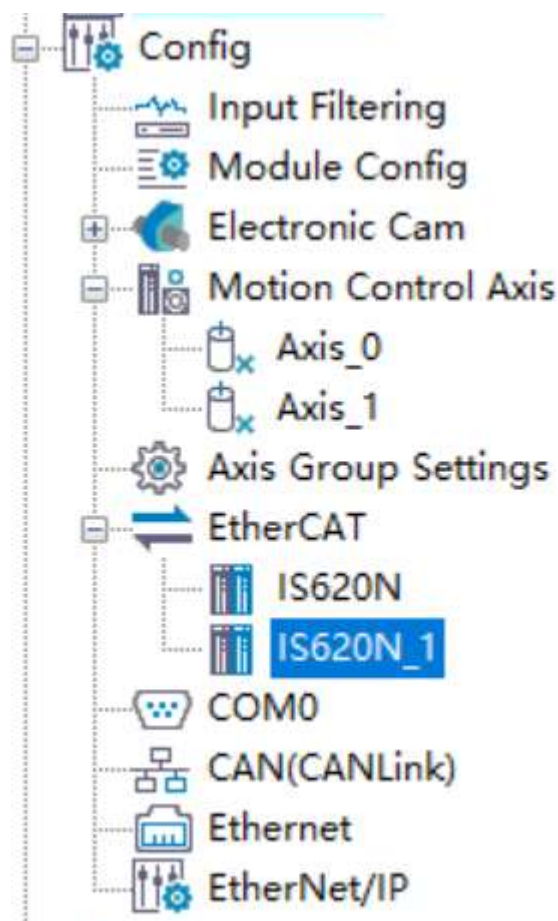 Config
Input Filtering
Module Config
Electronic Cam
Motion Control Axis
Axis_0
Axis_1
Axis Group Settings
EtherCAT
IS620N
IS620N_1
COM0
CAN(CANLink)
Ethernet
EtherNet/IP